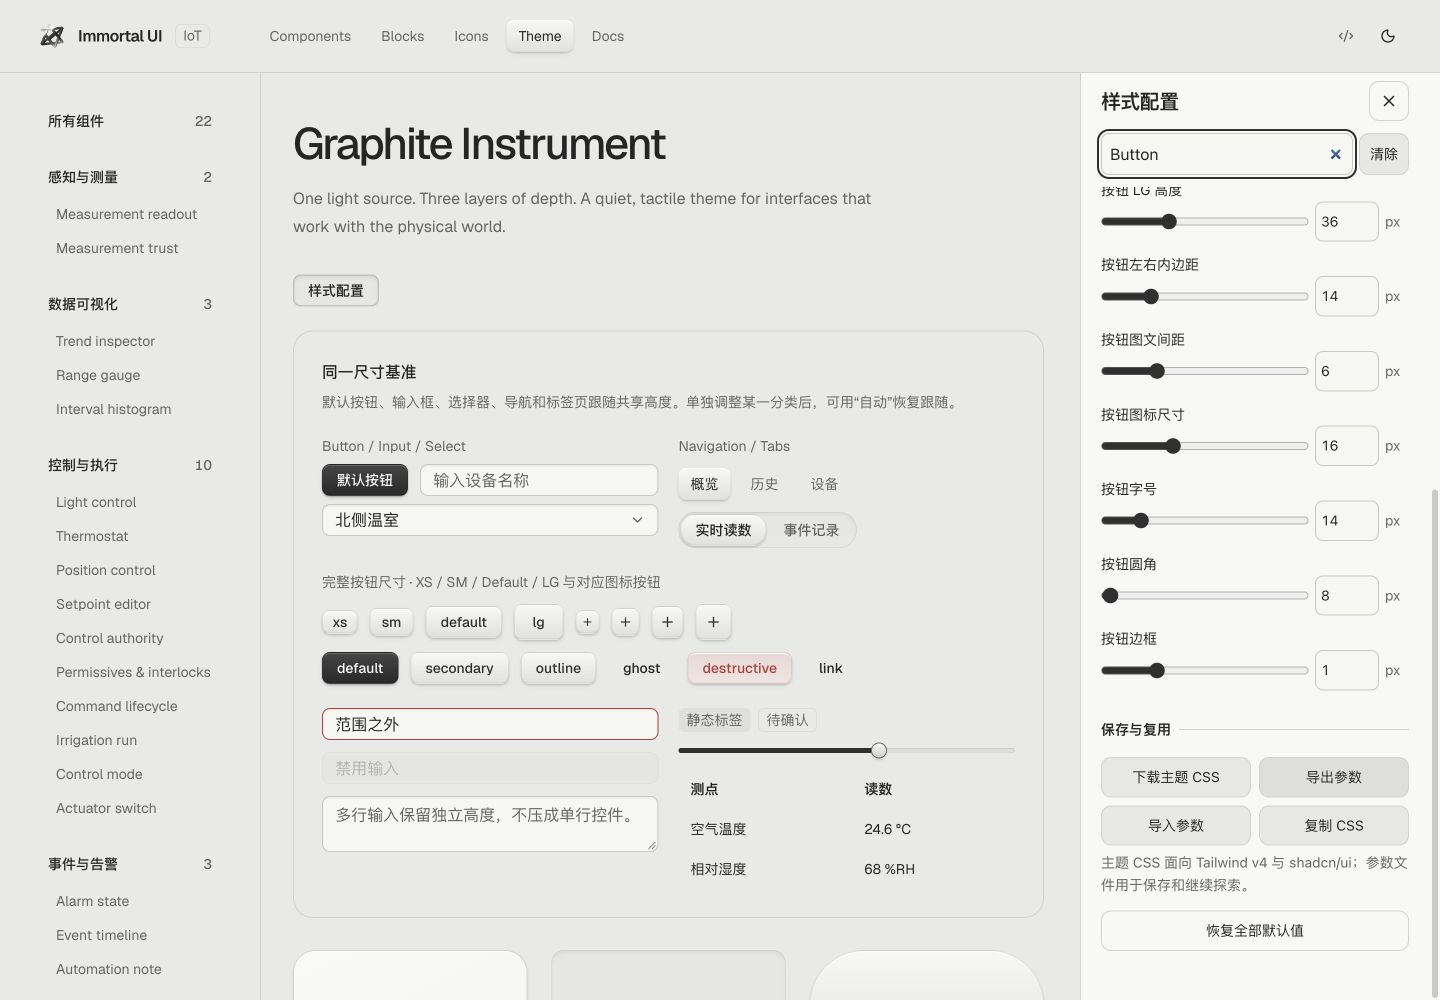 Immortal UI
IoT
Components
Blocks
Icons
Theme
Docs
所有组件
22
感知与测量
2
Measurement readout
Measurement trust
数据可视化
3
Trend inspector
Range gauge
Interval histogram
控制与执行
10
Light control
Thermostat
Position control
Setpoint editor
Control authority
Permissives & interlocks
Command lifecycle
Irrigation run
Control mode
Actuator switch
事件与告警
3
Alarm state
Event timeline
Automation note
Graphite Instrument
One light source. Three layers of depth. A quiet, tactile theme for interfaces that
work with the physical world.
样式配置
同一尺寸基准
默认按钮、输入框、选择器、导航和标签页跟随共享高度。单独调整某一分类后，可用“自动”恢复跟随。
Button / Input / Select
默认按钮
输入设备名称
北侧温室
Navigation / Tabs
概览
历史
设备
实时读数
事件记录
完整按钮尺寸 · XS / SM / Default / LG 与对应图标按钮
xs
sm
default
lg
default
secondary
outline
ghost
destructive
link
范围之外
禁用输入
多行输入保留独立高度，不压成单行控件。
静态标签
待确认
测点
读数
空气温度
24.6 °C
相对湿度
68 %RH
样式配置
Button
清除
按钮 LG 高度
36
px
按钮左右内边距
14
px
按钮图文间距
6
px
按钮图标尺寸
16
px
按钮字号
14
px
按钮圆角
8
px
按钮边框
1
px
保存与复用
下载主题 CSS
导出参数
导入参数
复制 CSS
主题 CSS 面向 Tailwind v4 与 shadcn/ui；参数文
件用于保存和继续探索。
恢复全部默认值